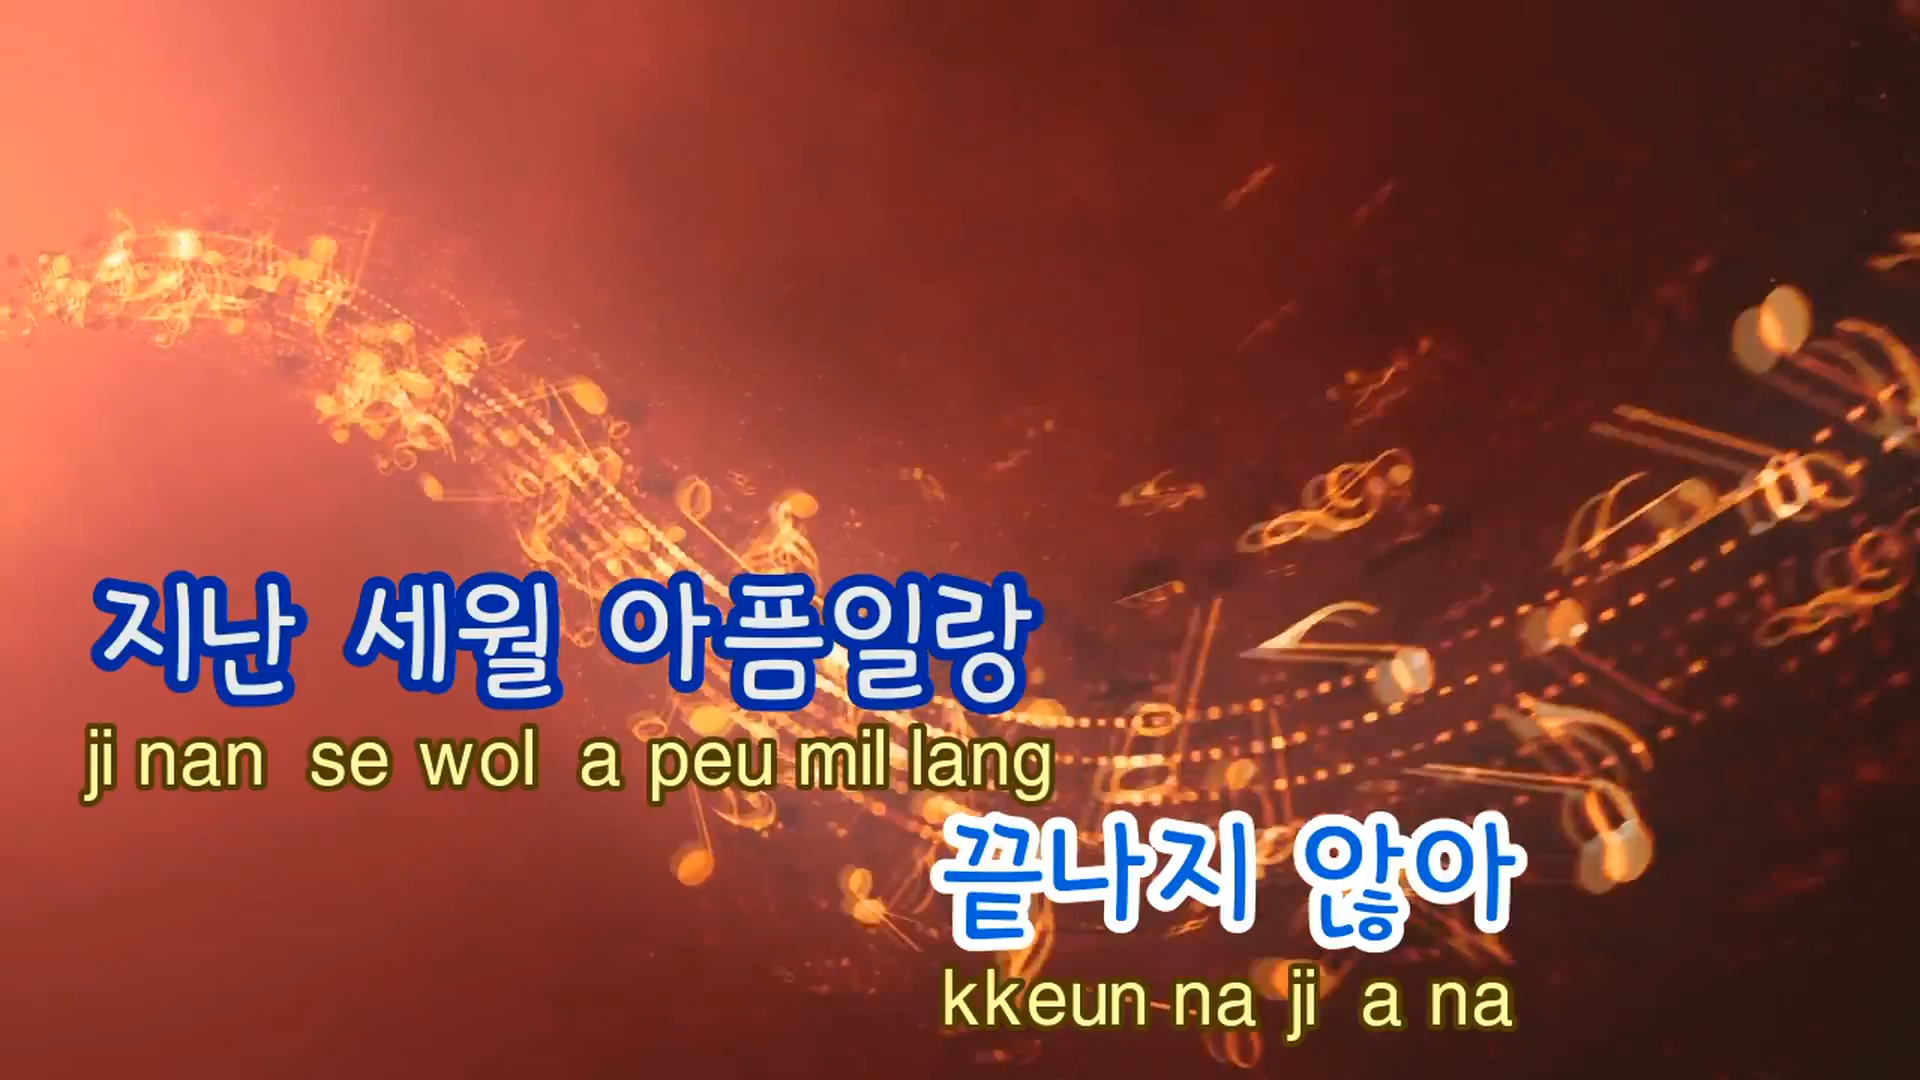 지난 세월 아픔일랑
ji nan se wol a peu mil lang
끝나지 않아
kkeun na ji a na